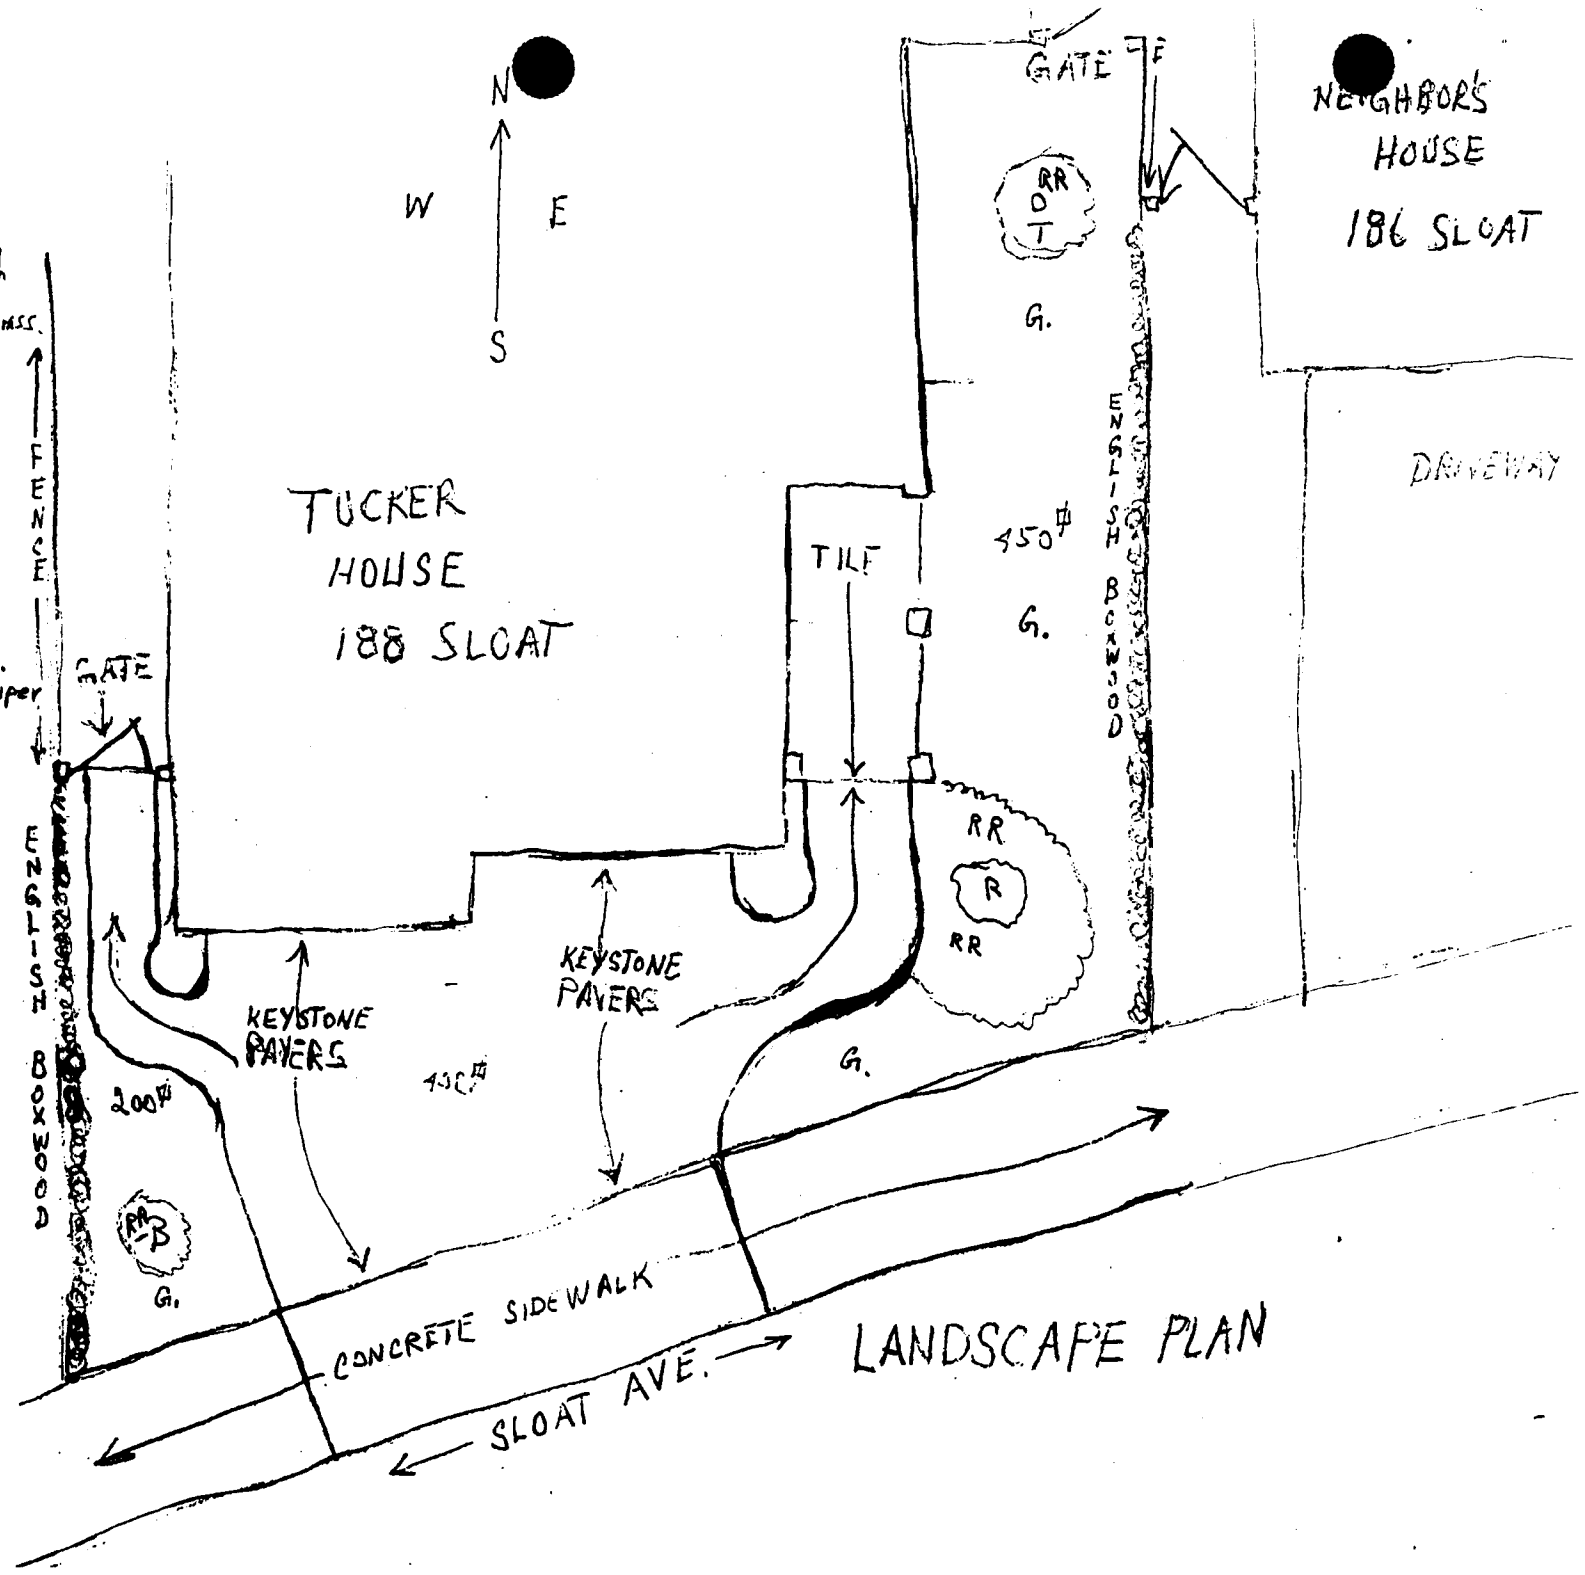 N
W E
S
GATE
F
NEIGHBOR'S
HOUSE
186 SLOAT
RR
O
T
G.
FENCE
ENGLISH BOXWOOD
DRIVEWAY
TUCKER
HOUSE
188 SLOAT
TILE
450
G.
GATE
ENGLISH BOXWOOD
RR
R
RR
KEYSTONE
PAVERS
KEYSTONE
PAVERS
200
G.
RR
B
G.
CONCRETE SIDEWALK
SLOAT AVE.
LANDSCAPE PLAN